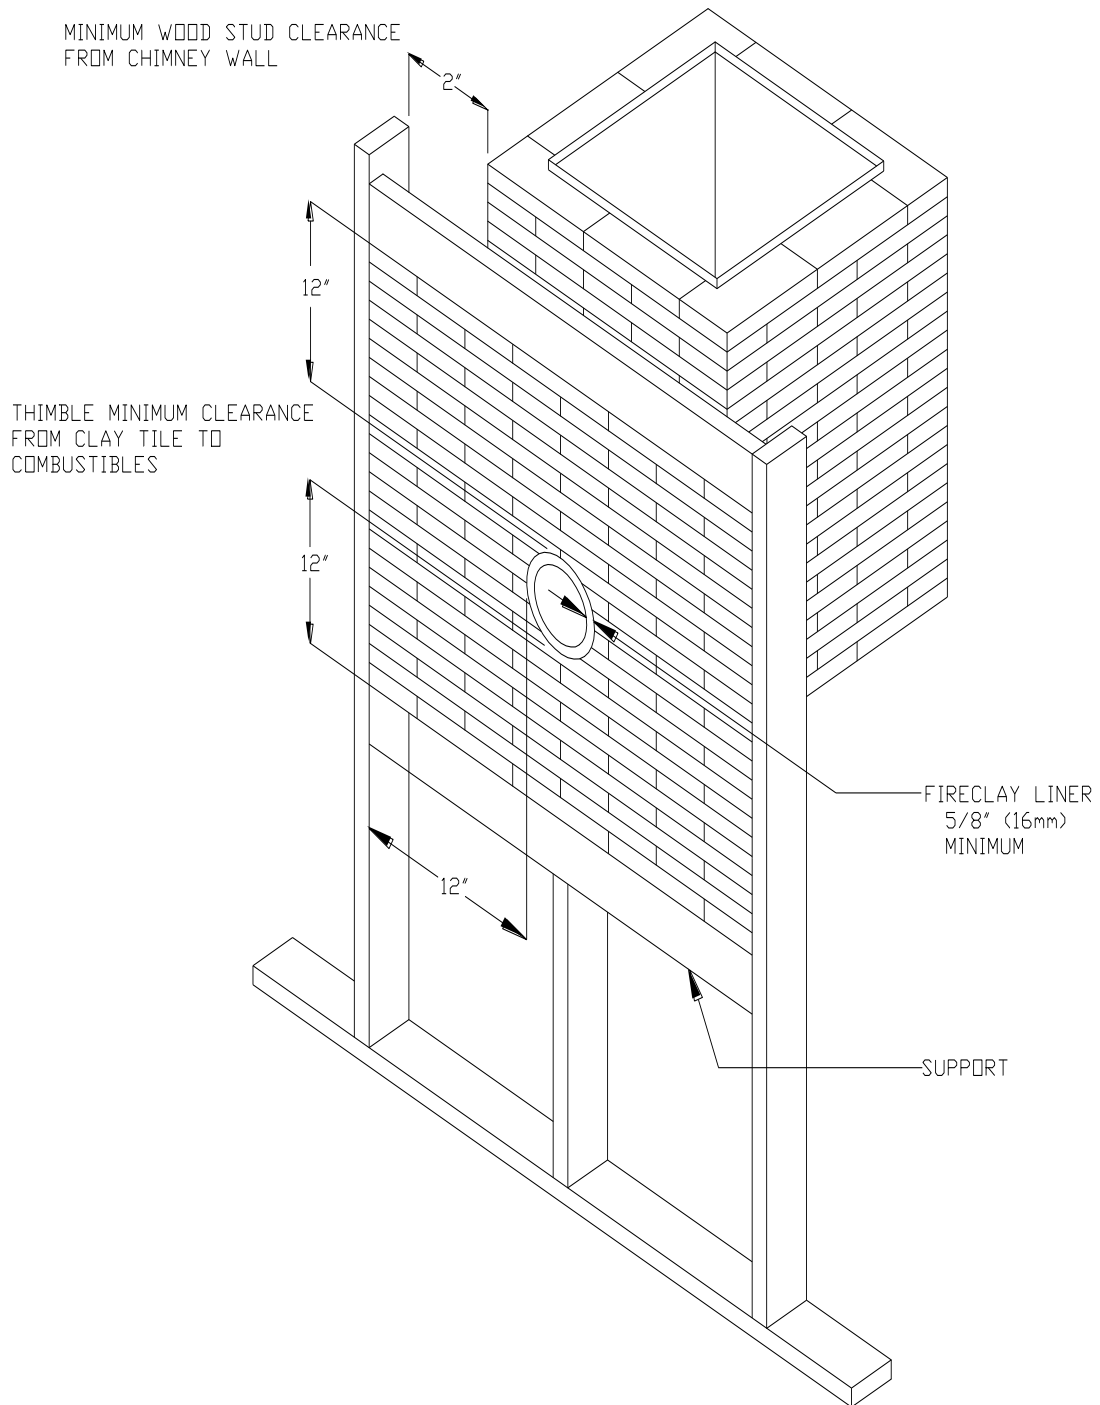 MINIMUM WOOD STUD CLEARANCE
FROM CHIMNEY WALL
2"
12"
THIMBLE MINIMUM CLEARANCE
FROM CLAY TILE TO
COMBUSTIBLES
12"
FIRECLAY LINER
5/8" (16mm)
MINIMUM
12"
SUPPORT